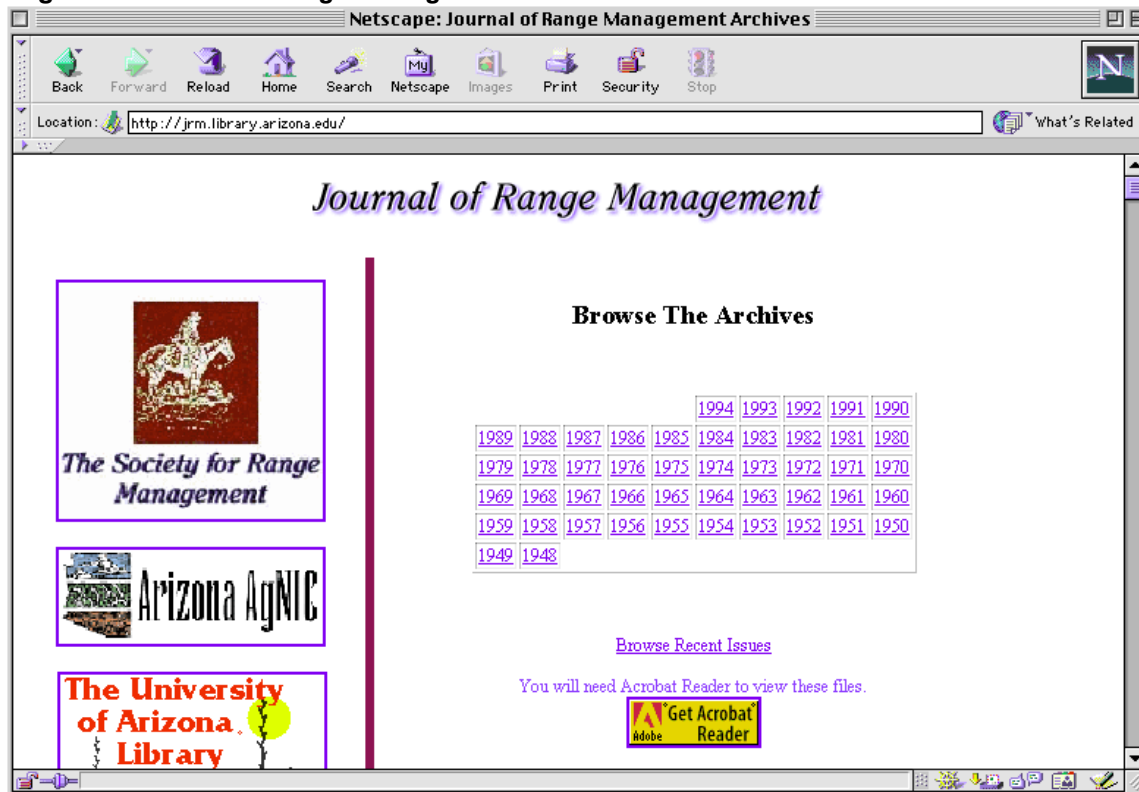 Netscape: Journal of Range Management Archives
Back Forward Reload Home Search Netscape Images Print Security Stop
My
N
Location: http://jrm.library.arizona.edu/ What's Related
Journal of Range Management
The Society for Range
Management
Arizona AgNIC
The University
of Arizona
Library
Browse The Archives
1994 1993 1992 1991 1990
1989 1988 1987 1986 1985 1984 1983 1982 1981 1980
1979 1978 1977 1976 1975 1974 1973 1972 1971 1970
1969 1968 1967 1966 1965 1964 1963 1962 1961 1960
1959 1958 1957 1956 1955 1954 1953 1952 1951 1950
1949 1948
Browse Recent Issues
You will need Acrobat Reader to view these files.
Get Acrobat
Adobe Reader